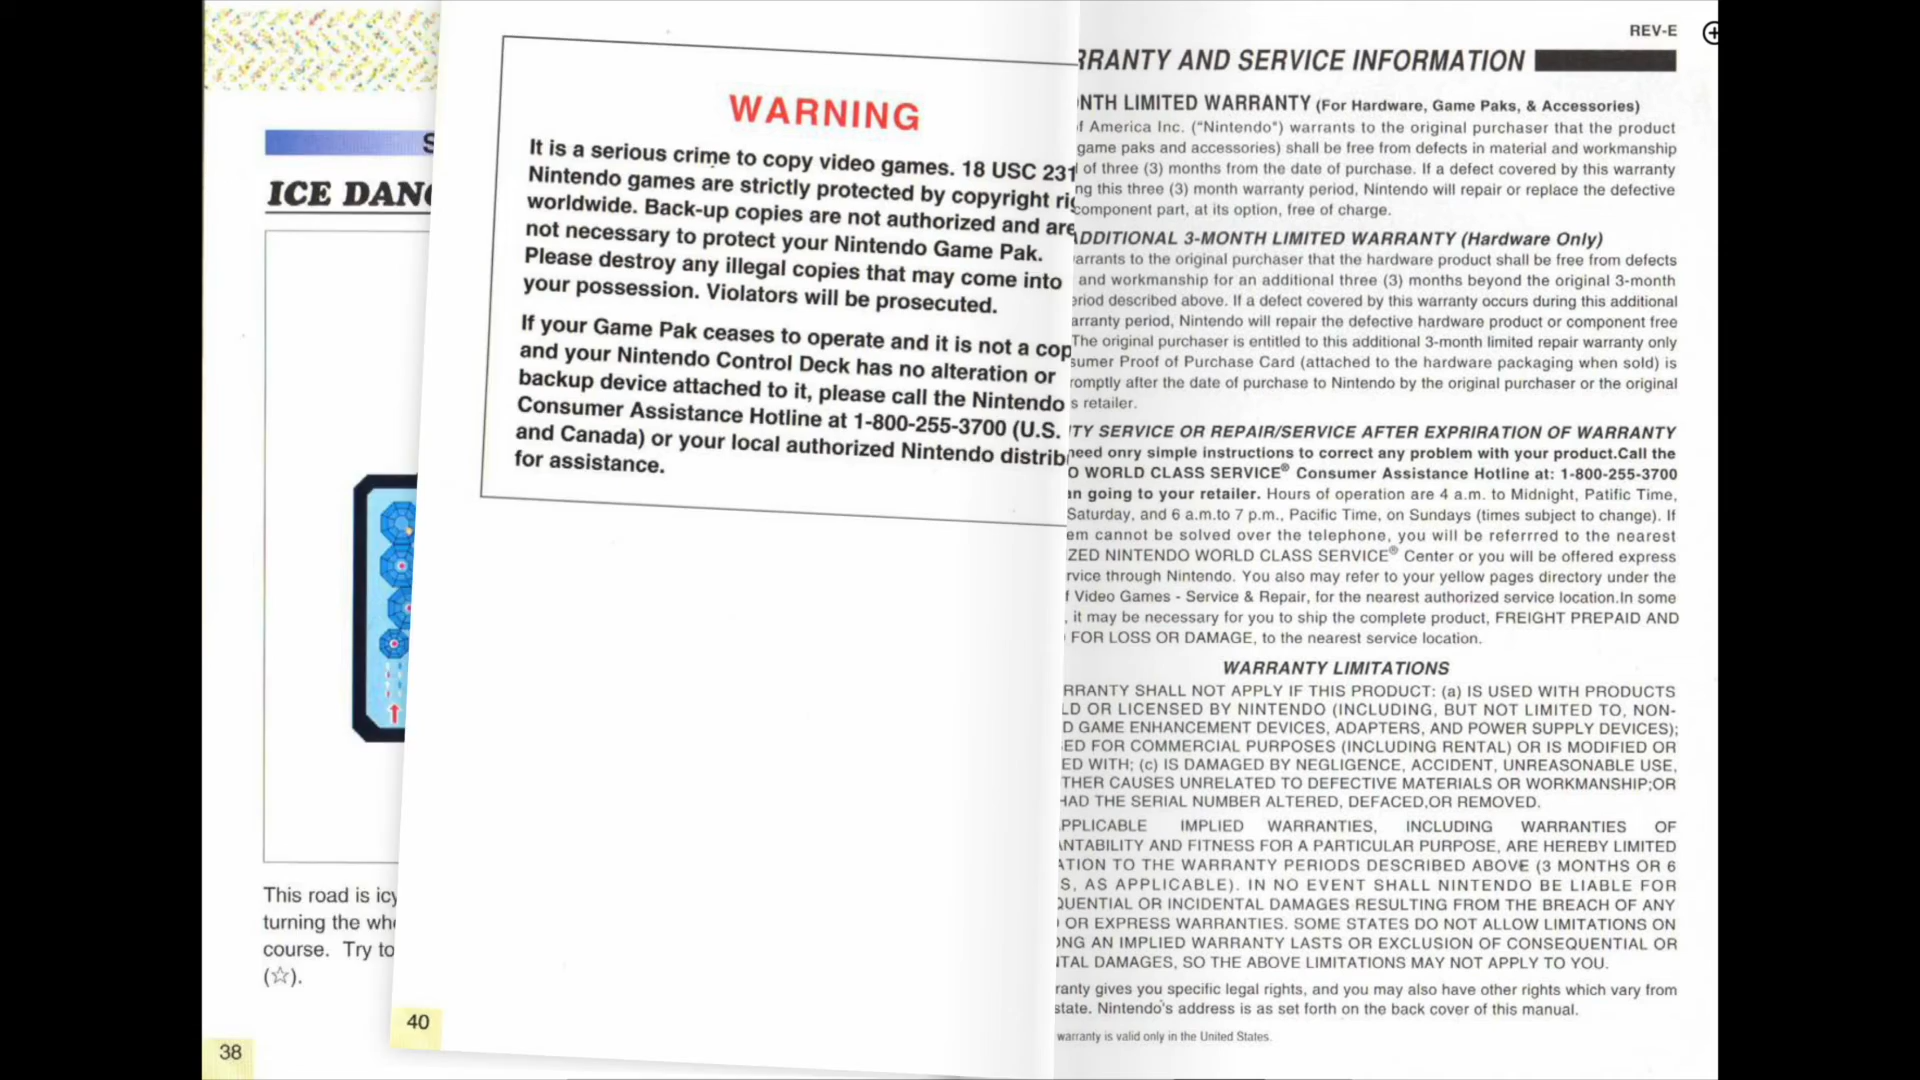 S
ICE DANG
This road is icy
turning the whe
course. Try to
(☆).
38
WARNING
It is a serious crime to copy video games. 18 USC 231
Nintendo games are strictly protected by copyright rig
worldwide. Back-up copies are not authorized and are
not necessary to protect your Nintendo Game Pak.
Please destroy any illegal copies that may come into
your possession. Violators will be prosecuted.
If your Game Pak ceases to operate and it is not a cop
and your Nintendo Control Deck has no alteration or
backup device attached to it, please call the Nintendo
Consumer Assistance Hotline at 1-800-255-3700 (U.S.
and Canada) or your local authorized Nintendo distrib
for assistance.
40
REV-E
RRANTY AND SERVICE INFORMATION
NTH LIMITED WARRANTY (For Hardware, Game Paks, & Accessories)
f America Inc. ("Nintendo") warrants to the original purchaser that the product
game paks and accessories) shall be free from defects in material and workmanship
d of three (3) months from the date of purchase. If a defect covered by this warranty
ng this three (3) month warranty period, Nintendo will repair or replace the defective
component part, at its option, free of charge.
ADDITIONAL 3-MONTH LIMITED WARRANTY (Hardware Only)
arrants to the original purchaser that the hardware product shall be free from defects
and workmanship for an additional three (3) months beyond the original 3-month
eriod described above. If a defect covered by this warranty occurs during this additional
arranty period, Nintendo will repair the defective hardware product or component free
The original purchaser is entitled to this additional 3-month limited repair warranty only
sumer Proof of Purchase Card (attached to the hardware packaging when sold) is
romptly after the date of purchase to Nintendo by the original purchaser or the original
s retailer.
TY SERVICE OR REPAIR/SERVICE AFTER EXPRIRATION OF WARRANTY
need onry simple instructions to correct any problem with your product.Call the
O WORLD CLASS SERVICE® Consumer Assistance Hotline at: 1-800-255-3700
an going to your retailer. Hours of operation are 4 a.m. to Midnight, Patific Time,
Saturday, and 6 a.m.to 7 p.m., Pacific Time, on Sundays (times subject to change). If
em cannot be solved over the telephone, you will be referrred to the nearest
ZED NINTENDO WORLD CLASS SERVICE® Center or you will be offered express
rvice through Nintendo. You also may refer to your yellow pages directory under the
f Video Games - Service & Repair, for the nearest authorized service location.In some
, it may be necessary for you to ship the complete product, FREIGHT PREPAID AND
FOR LOSS OR DAMAGE, to the nearest service location.
WARRANTY LIMITATIONS
RRANTY SHALL NOT APPLY IF THIS PRODUCT: (a) IS USED WITH PRODUCTS
LD OR LICENSED BY NINTENDO (INCLUDING, BUT NOT LIMITED TO, NON-
D GAME ENHANCEMENT DEVICES, ADAPTERS, AND POWER SUPPLY DEVICES);
ED FOR COMMERCIAL PURPOSES (INCLUDING RENTAL) OR IS MODIFIED OR
ED WITH; (c) IS DAMAGED BY NEGLIGENCE, ACCIDENT, UNREASONABLE USE,
THER CAUSES UNRELATED TO DEFECTIVE MATERIALS OR WORKMANSHIP;OR
HAD THE SERIAL NUMBER ALTERED, DEFACED,OR REMOVED.
PPLICABLE IMPLIED WARRANTIES, INCLUDING WARRANTIES OF
NTABILITY AND FITNESS FOR A PARTICULAR PURPOSE, ARE HEREBY LIMITED
ATION TO THE WARRANTY PERIODS DESCRIBED ABOVE (3 MONTHS OR 6
S, AS APPLICABLE). IN NO EVENT SHALL NINTENDO BE LIABLE FOR
QUENTIAL OR INCIDENTAL DAMAGES RESULTING FROM THE BREACH OF ANY
OR EXPRESS WARRANTIES. SOME STATES DO NOT ALLOW LIMITATIONS ON
ONG AN IMPLIED WARRANTY LASTS OR EXCLUSION OF CONSEQUENTIAL OR
NTAL DAMAGES, SO THE ABOVE LIMITATIONS MAY NOT APPLY TO YOU.
ranty gives you specific legal rights, and you may also have other rights which vary from
state. Nintendo's address is as set forth on the back cover of this manual.
warranty is valid only in the United States.